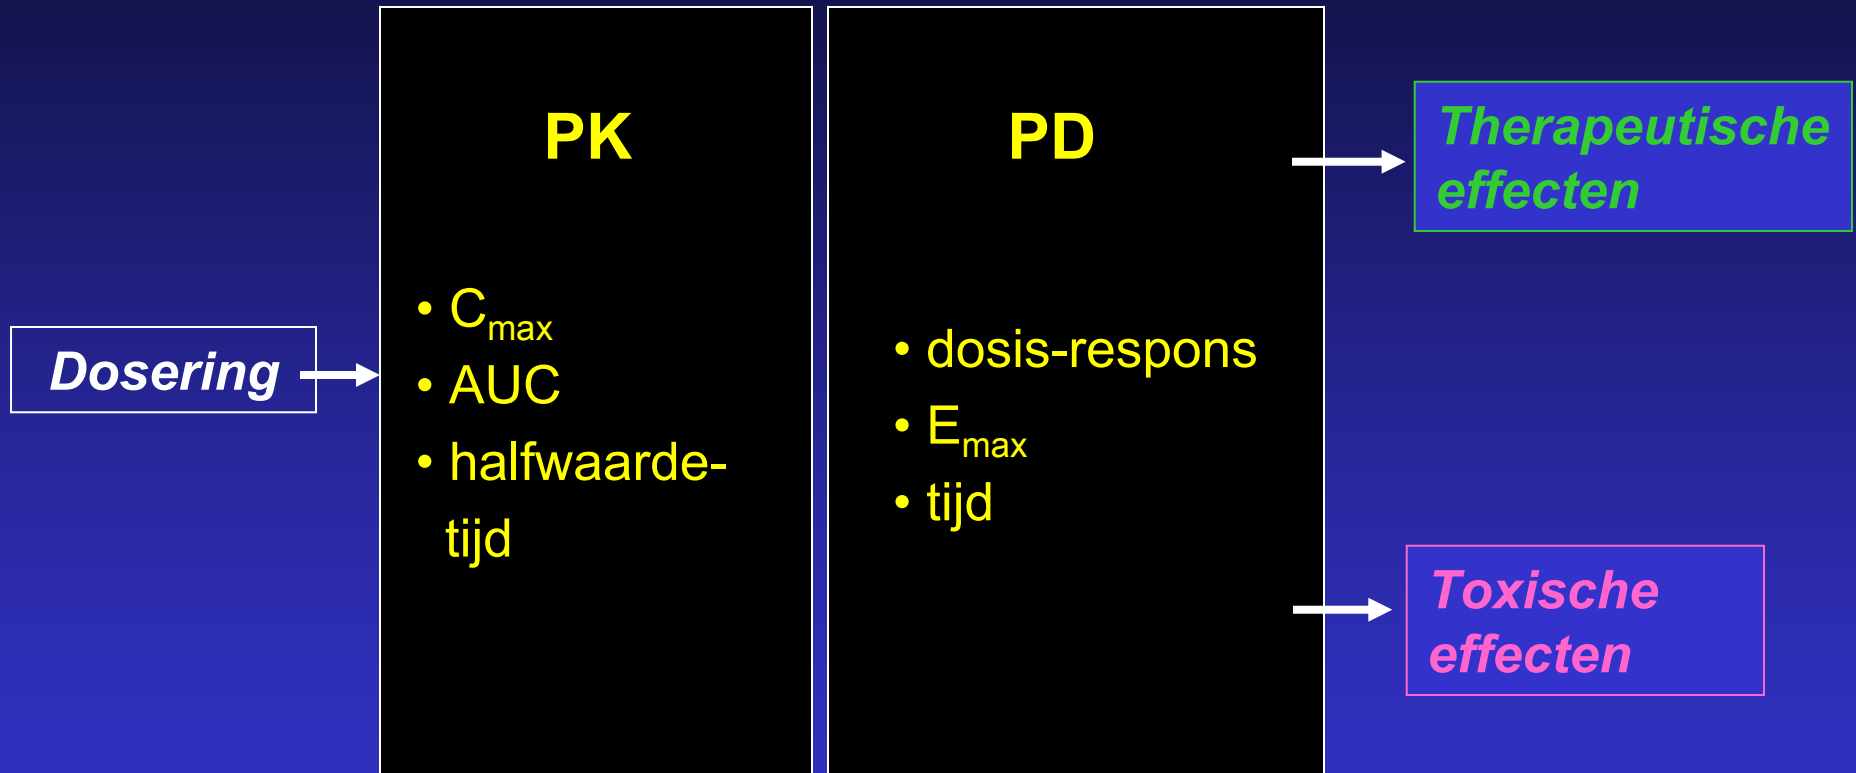 Dosering
PK
• Cmax
• AUC
• halfwaarde-
tijd
PD
• dosis-respons
• Emax
• tijd
Therapeutische
effecten
Toxische
effecten